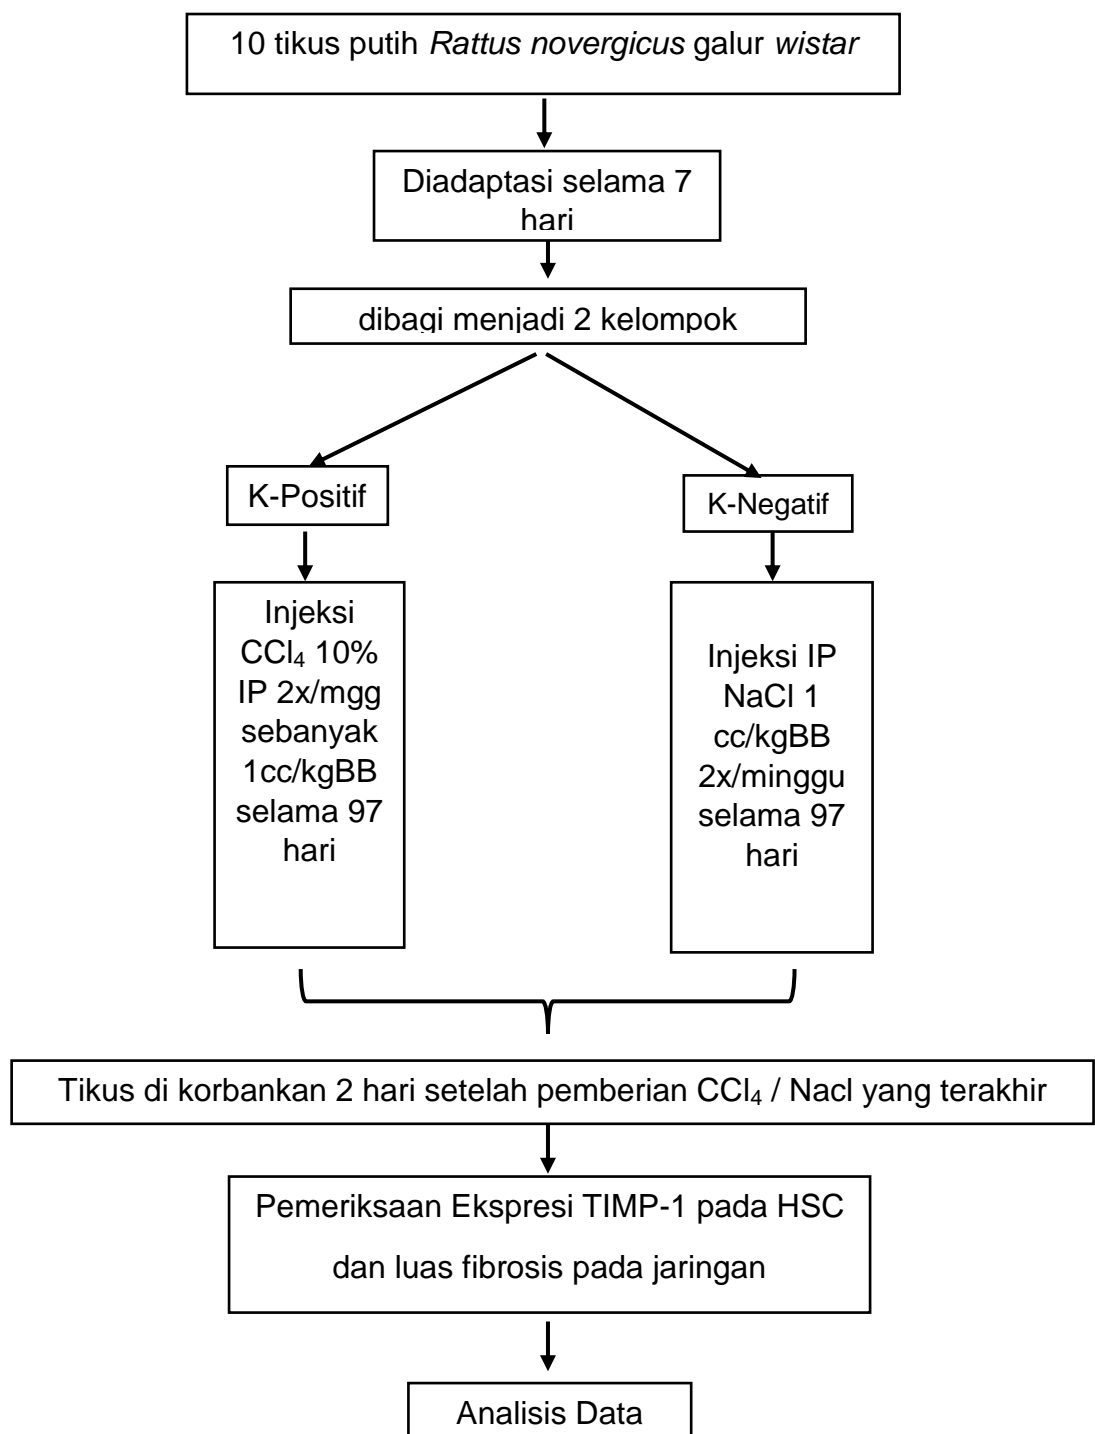 10 tikus putih Rattus novergicus galur wistar
Diadaptasi selama 7
hari
dibagi menjadi 2 kelompok
K-Positif
K-Negatif
Injeksi
CCl₄ 10%
IP 2x/mgg
sebanyak
1cc/kgBB
selama 97
hari
Injeksi IP
NaCl 1
cc/kgBB
2x/minggu
selama 97
hari
Tikus di korbankan 2 hari setelah pemberian CCl₄ / Nacl yang terakhir
Pemeriksaan Ekspresi TIMP-1 pada HSC
dan luas fibrosis pada jaringan
Analisis Data